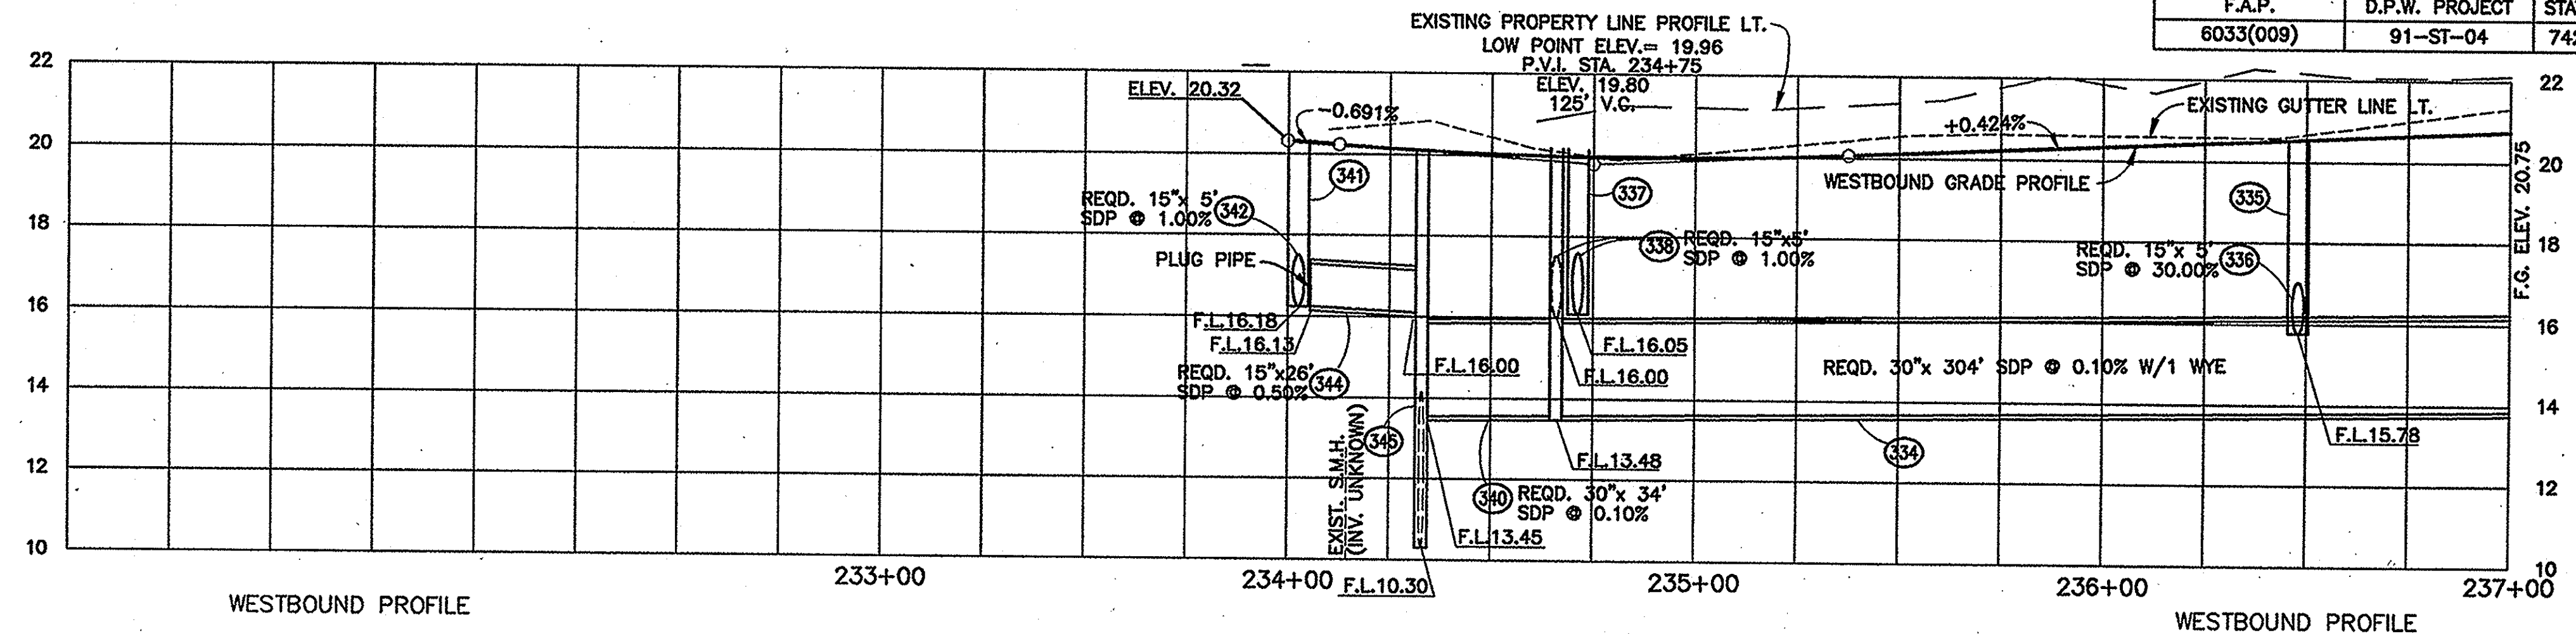 F.A.P.
D.P.W. PROJECT
6033(009)
91-ST-04
EXISTING PROPERTY LINE PROFILE LT.
LOW POINT ELEV.= 19.96
P.V.I. STA. 234+75
ELEV. 19.80
125' V.C.
22
20
18
16
14
12
10
ELEV. 20.32
-0.691%
341
REQD. 15"x 5'
SDP @ 1.00%
342
PLUG PIPE
F.L.16.18
F.L.16.13
REQD. 15"x26'
SDP @ 0.50%
344
EXIST. S.M.H.
(INV. UNKNOWN)
345
F.L.16.00
337
338
REQD. 15"x5'
SDP @ 1.00%
F.L.16.05
F.L.16.00
F.L.13.48
340
REQD. 30"x 34'
SDP @ 0.10%
F.L.13.45
F.L.10.30
EXISTING GUTTER LINE LT.
+0.424%
WESTBOUND GRADE PROFILE
335
REQD. 15"x 5'
SDP @ 30.00%
336
REQD. 30"x 304' SDP @ 0.10% W/1 WYE
334
F.L.15.78
F.G. ELEV. 20.75
22
20
18
16
14
12
10
233+00
234+00
235+00
236+00
237+00
WESTBOUND PROFILE
WESTBOUND PROFILE